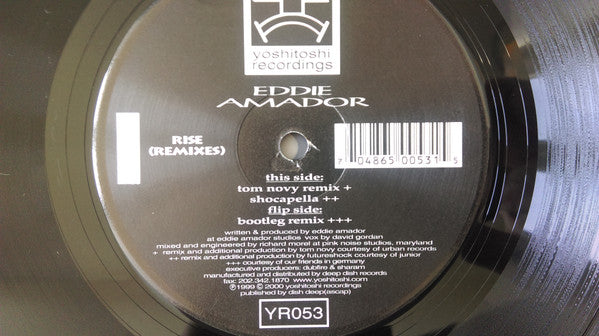 yoshitoshi
recordings
EDDIE
AMADOR
RISE
(REMIXES)
7 04865 00531 5
this side:
tom novy remix +
shocapella ++
flip side:
bootleg remix +++
written & produced by eddie amador
at eddie amador studios vox by david gordan
mixed and engineered by richard morel at pink noise studios, maryland
+ remix and additional production by tom novy courtesy of urban records
++ remix and additional production by futureshock courtesy of junior
+++ courtesy of our friends in germany
executive producers: dubfire & sharam
manufactured and distributed by deep dish records
fax: 202.342.1870 www.yoshitoshi.com
℗1999 © 2000 yoshitoshi recordings
published by dish deep(ascap)
YR053